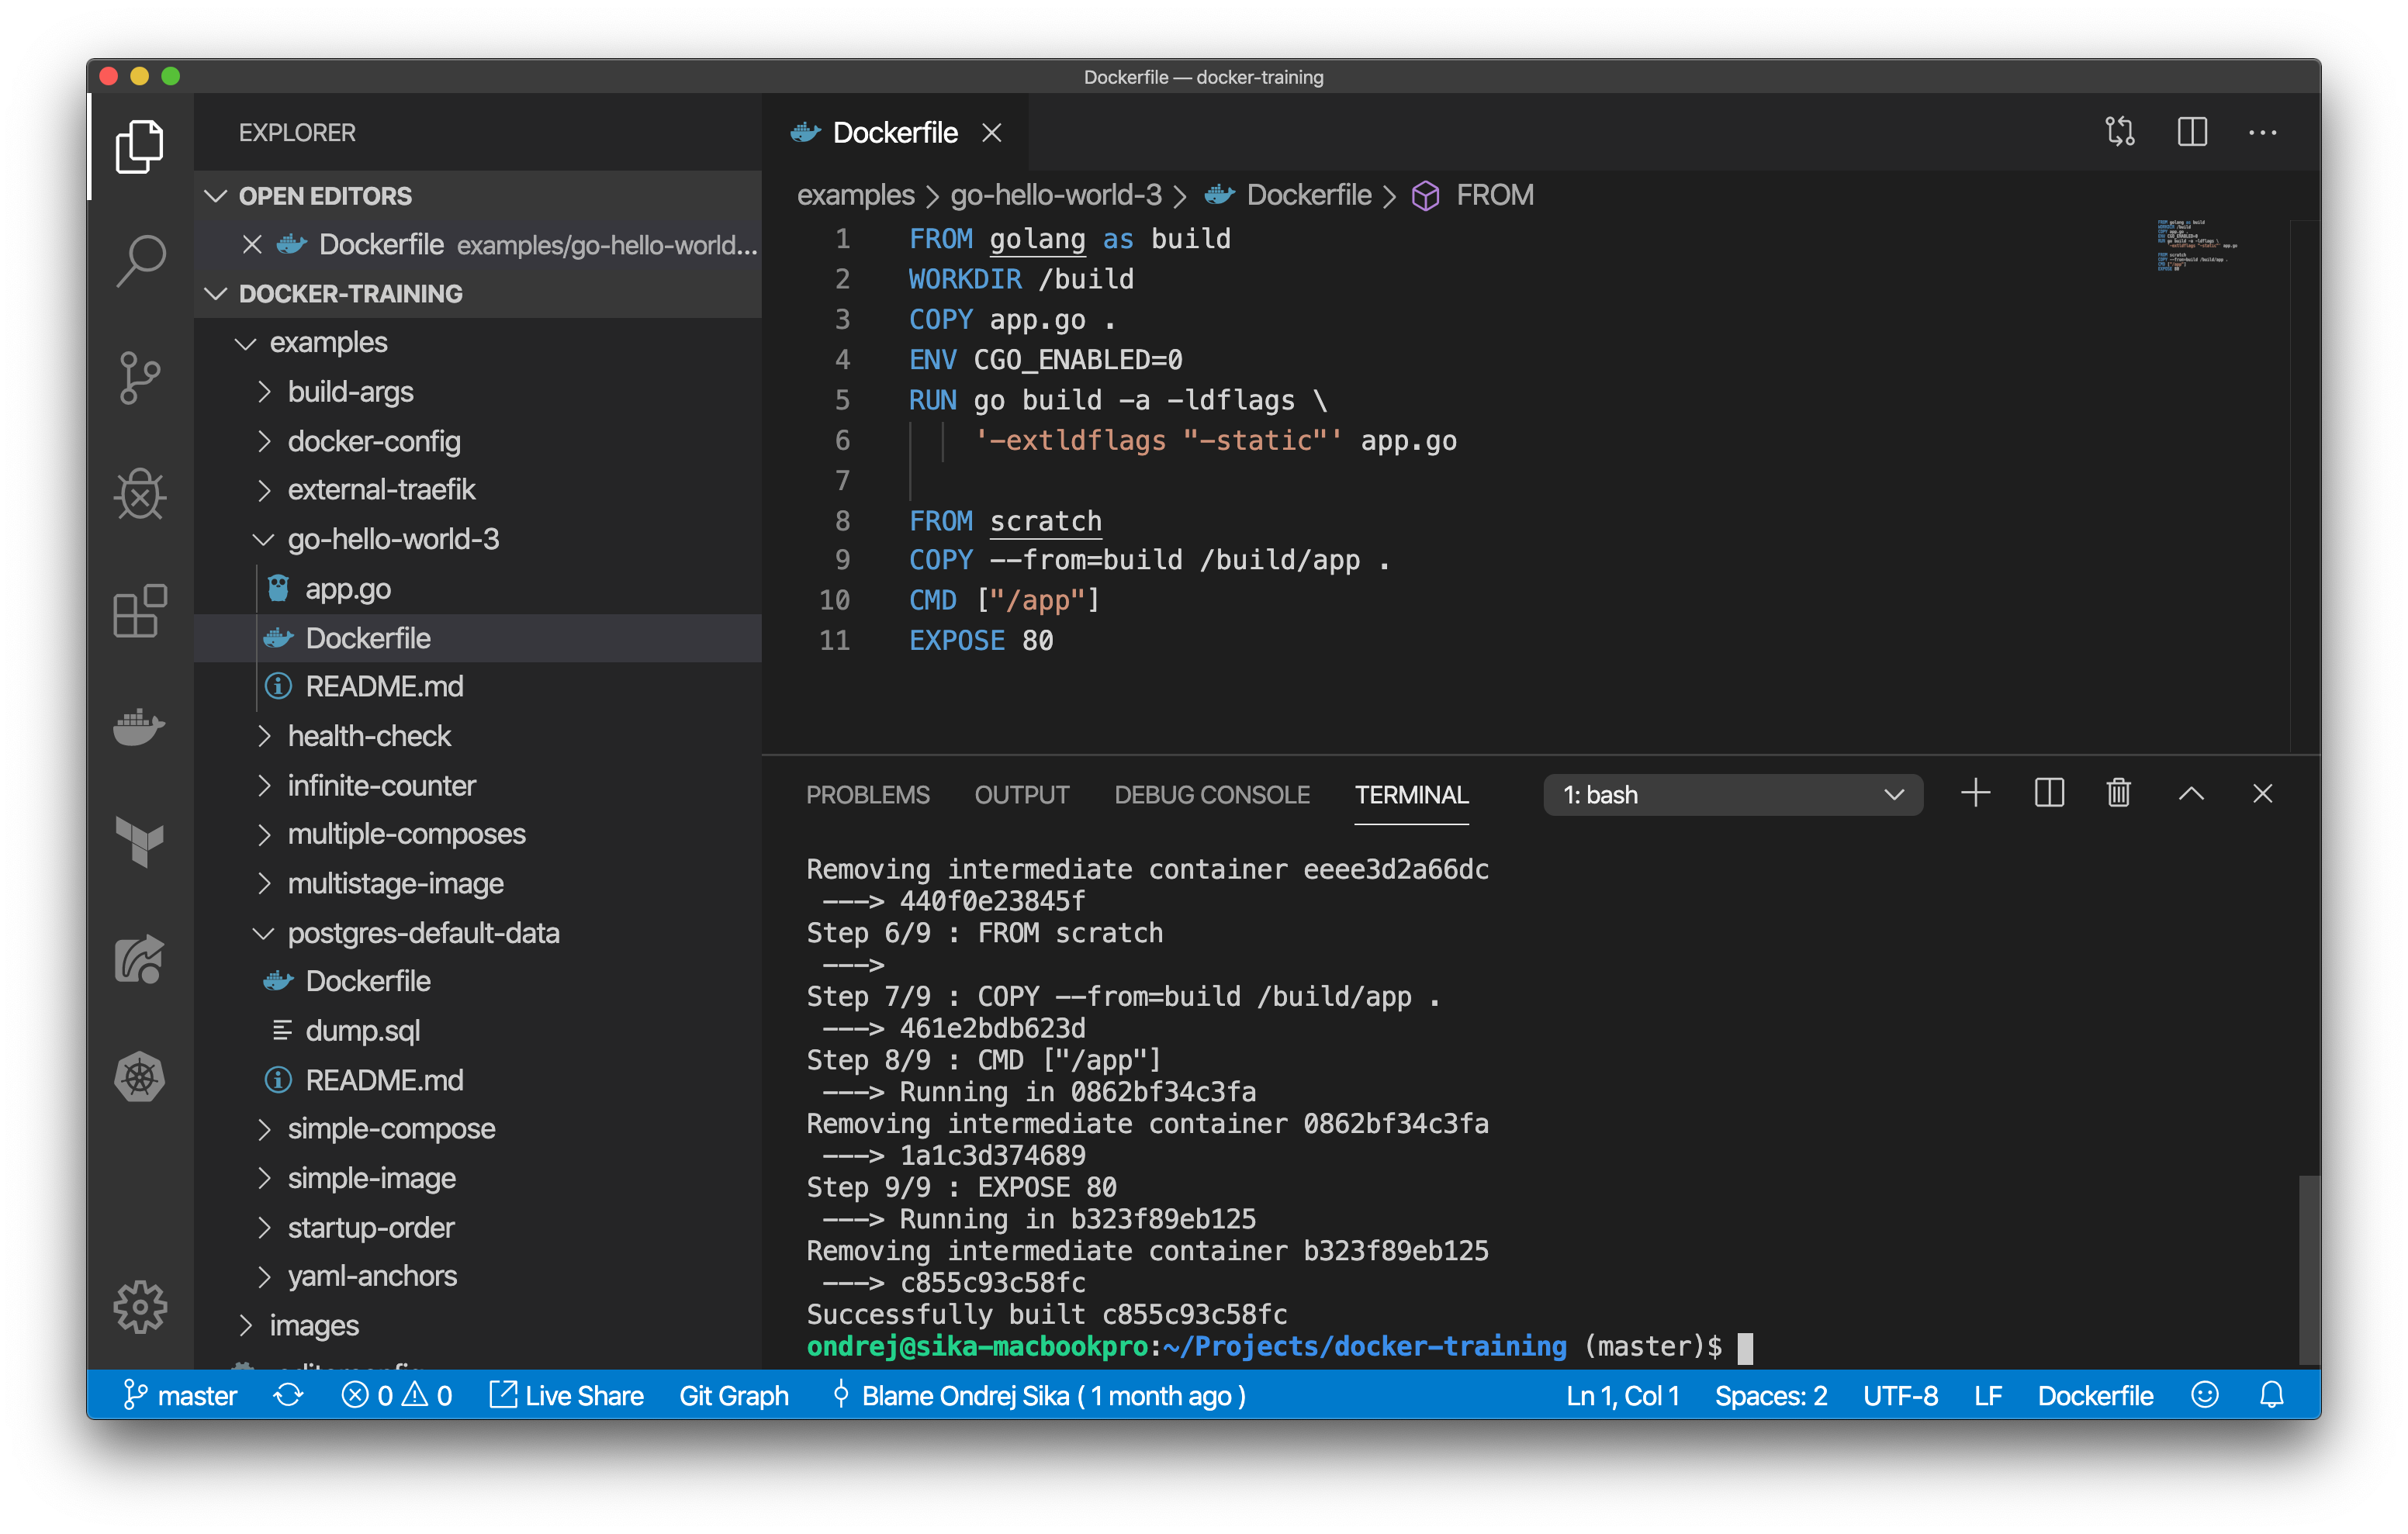 Dockerfile — docker-training
EXPLORER
OPEN EDITORS
Dockerfile examples/go-hello-world...
DOCKER-TRAINING
examples
build-args
docker-config
external-traefik
go-hello-world-3
app.go
Dockerfile
README.md
health-check
infinite-counter
multiple-composes
multistage-image
postgres-default-data
Dockerfile
dump.sql
README.md
simple-compose
simple-image
startup-order
yaml-anchors
images
Dockerfile
examples > go-hello-world-3 > Dockerfile > FROM
1 FROM golang as build
2 WORKDIR /build
3 COPY app.go .
4 ENV CGO_ENABLED=0
5 RUN go build -a -ldflags \
6 '-extldflags "-static"' app.go
7
8 FROM scratch
9 COPY --from=build /build/app .
10 CMD ["/app"]
11 EXPOSE 80
PROBLEMS OUTPUT DEBUG CONSOLE TERMINAL 1: bash
Removing intermediate container eeee3d2a66dc
---> 440f0e23845f
Step 6/9 : FROM scratch
--->
Step 7/9 : COPY --from=build /build/app .
---> 461e2bdb623d
Step 8/9 : CMD ["/app"]
---> Running in 0862bf34c3fa
Removing intermediate container 0862bf34c3fa
---> 1a1c3d374689
Step 9/9 : EXPOSE 80
---> Running in b323f89eb125
Removing intermediate container b323f89eb125
---> c855c93c58fc
Successfully built c855c93c58fc
ondrej@sika-macbookpro:~/Projects/docker-training (master)$
master 0 0 Live Share Git Graph Blame Ondrej Sika ( 1 month ago ) Ln 1, Col 1 Spaces: 2 UTF-8 LF Dockerfile